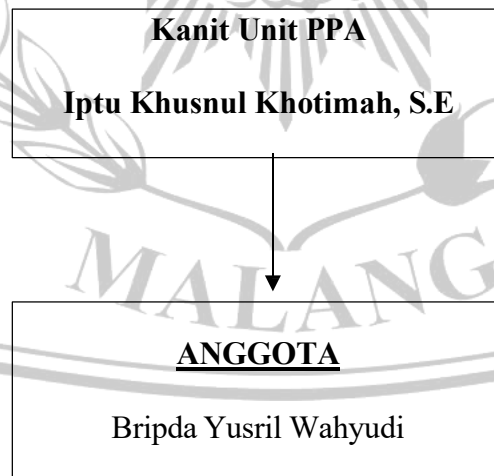 Kanit Unit PPA
Iptu Khusnul Khotimah, S.E
MALANG
ANGGOTA
Bripda Yusril Wahyudi